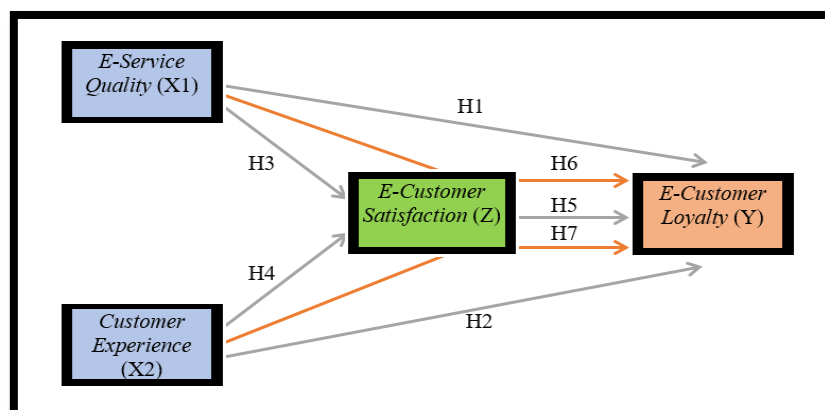 E-Service
Quality (X1)
H1
H3
H6
E-Customer
Satisfaction (Z)
H5
E-Customer
Loyalty (Y)
H7
H4
H2
Customer
Experience
(X2)